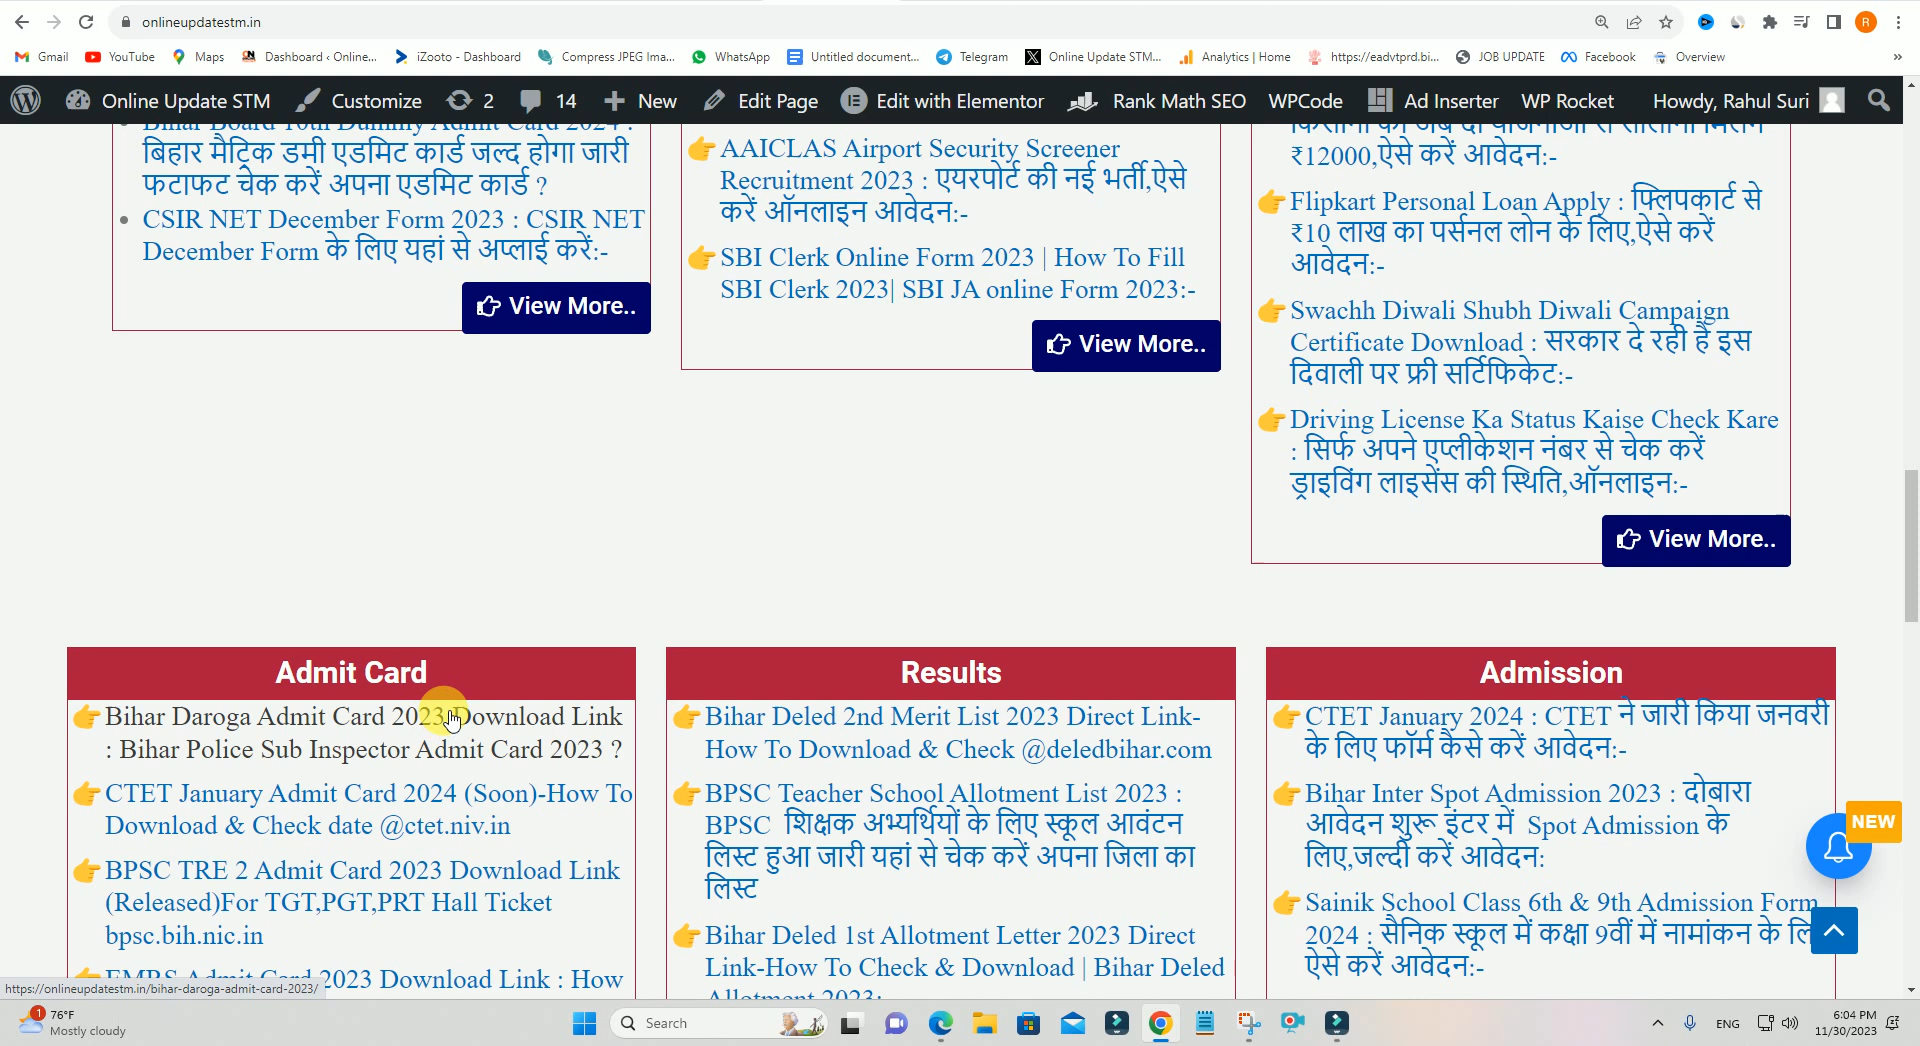 onlineupdatestm.in
R
Gmail YouTube Maps Dashboard ‹ Online... iZooto - Dashboard Compress JPEG Ima... WhatsApp Untitled document... Telegram Online Update STM... Analytics | Home https://eadvtprd.bi... JOB UPDATE Facebook Overview »
Online Update STM Customize 2 14 New Edit Page Edit with Elementor Rank Math SEO WPCode Ad Inserter WP Rocket Howdy, Rahul Suri
Bihar Board 10th Dummy Admit Card 2024 :
बिहार मैट्रिक डमी एडमिट कार्ड जल्द होगा जारी
फटाफट चेक करें अपना एडमिट कार्ड ?
CSIR NET December Form 2023 : CSIR NET
December Form के लिए यहां से अप्लाई करें:-
View More..
AAICLAS Airport Security Screener
Recruitment 2023 : एयरपोर्ट की नई भर्ती,ऐसे
करें ऑनलाइन आवेदन:-
SBI Clerk Online Form 2023 | How To Fill
SBI Clerk 2023| SBI JA online Form 2023:-
View More..
किसानों को अब दो योजनाओं से सालाना मिलेंगे
₹12000,ऐसे करें आवेदन:-
Flipkart Personal Loan Apply : फ्लिपकार्ट से
₹10 लाख का पर्सनल लोन के लिए,ऐसे करें
आवेदन:-
Swachh Diwali Shubh Diwali Campaign
Certificate Download : सरकार दे रही है इस
दिवाली पर फ्री सर्टिफिकेट:-
Driving License Ka Status Kaise Check Kare
: सिर्फ अपने एप्लीकेशन नंबर से चेक करें
ड्राइविंग लाइसेंस की स्थिति,ऑनलाइन:-
View More..
Admit Card
Bihar Daroga Admit Card 2023 Download Link
: Bihar Police Sub Inspector Admit Card 2023 ?
CTET January Admit Card 2024 (Soon)-How To
Download & Check date @ctet.niv.in
BPSC TRE 2 Admit Card 2023 Download Link
(Released)For TGT,PGT,PRT Hall Ticket
bpsc.bih.nic.in
EMRS Admit Card 2023 Download Link : How
Results
Bihar Deled 2nd Merit List 2023 Direct Link-
How To Download & Check @deledbihar.com
BPSC Teacher School Allotment List 2023 :
BPSC शिक्षक अभ्यर्थियों के लिए स्कूल आवंटन
लिस्ट हुआ जारी यहां से चेक करें अपना जिला का
लिस्ट
Bihar Deled 1st Allotment Letter 2023 Direct
Link-How To Check & Download | Bihar Deled
Allotment 2023:
Admission
CTET January 2024 : CTET ने जारी किया जनवरी
के लिए फॉर्म कैसे करें आवेदन:-
Bihar Inter Spot Admission 2023 : दोबारा
आवेदन शुरू इंटर में Spot Admission के
लिए,जल्दी करें आवेदन:
Sainik School Class 6th & 9th Admission Form
2024 : सैनिक स्कूल में कक्षा 9वीं में नामांकन के लि
ऐसे करें आवेदन:-
NEW
https://onlineupdatestm.in/bihar-daroga-admit-card-2023/
1
76°F
Mostly cloudy
Search
ENG
6:04 PM
11/30/2023